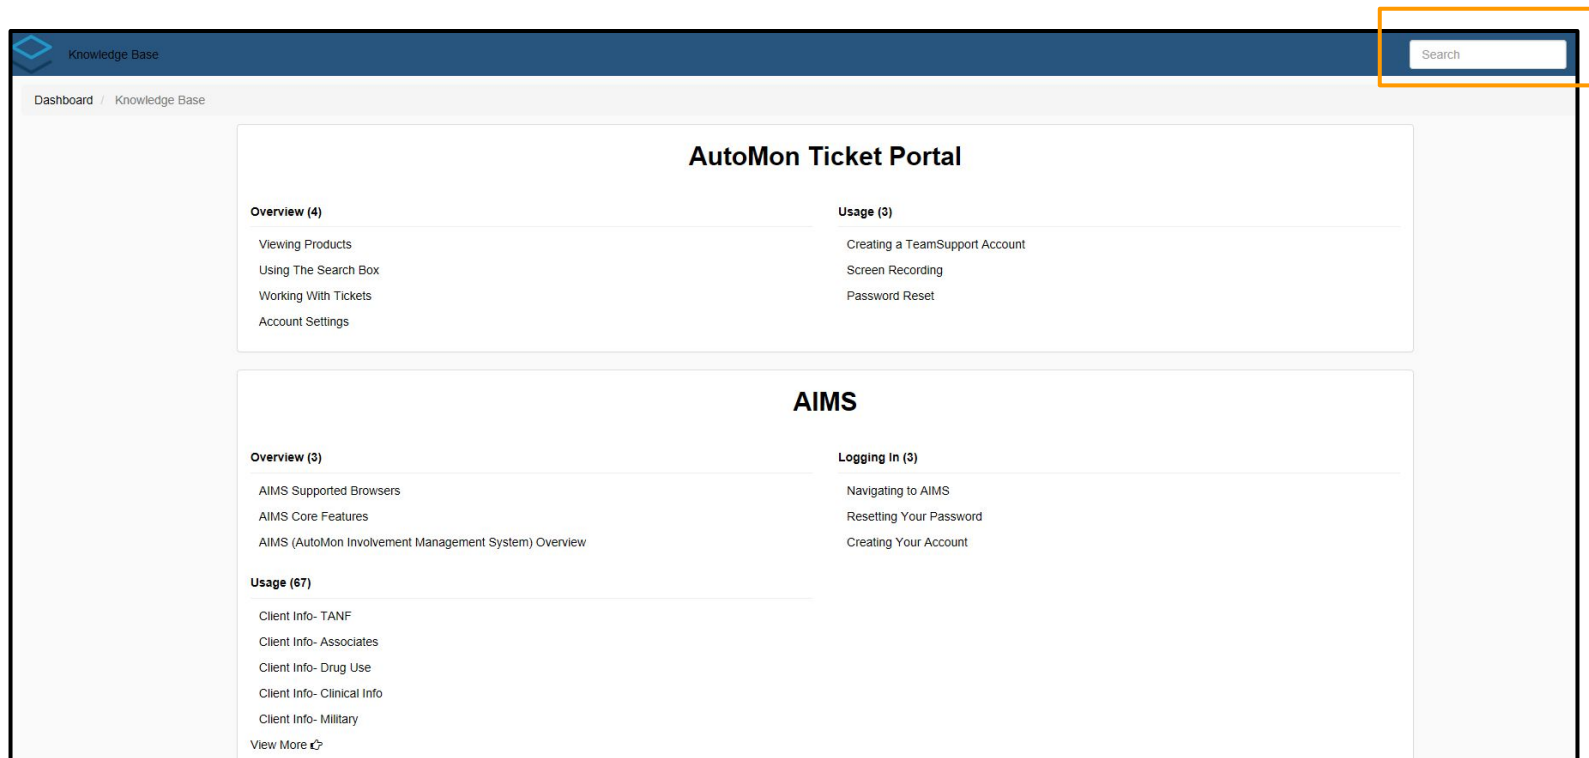 Knowledge Base
Search
Dashboard / Knowledge Base
AutoMon Ticket Portal
Overview (4)
Viewing Products
Using The Search Box
Working With Tickets
Account Settings
Usage (3)
Creating a TeamSupport Account
Screen Recording
Password Reset
AIMS
Overview (3)
AIMS Supported Browsers
AIMS Core Features
AIMS (AutoMon Involvement Management System) Overview
Logging In (3)
Navigating to AIMS
Resetting Your Password
Creating Your Account
Usage (67)
Client Info- TANF
Client Info- Associates
Client Info- Drug Use
Client Info- Clinical Info
Client Info- Military
View More